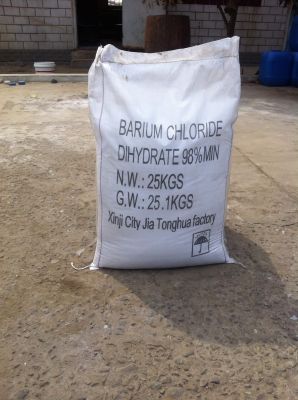 BARIUM CHLORIDE
DIHYDRATE 98%MIN
N.W.: 25KGS
G.W.: 25.1KGS
Xinji City Jia Tonghua factory